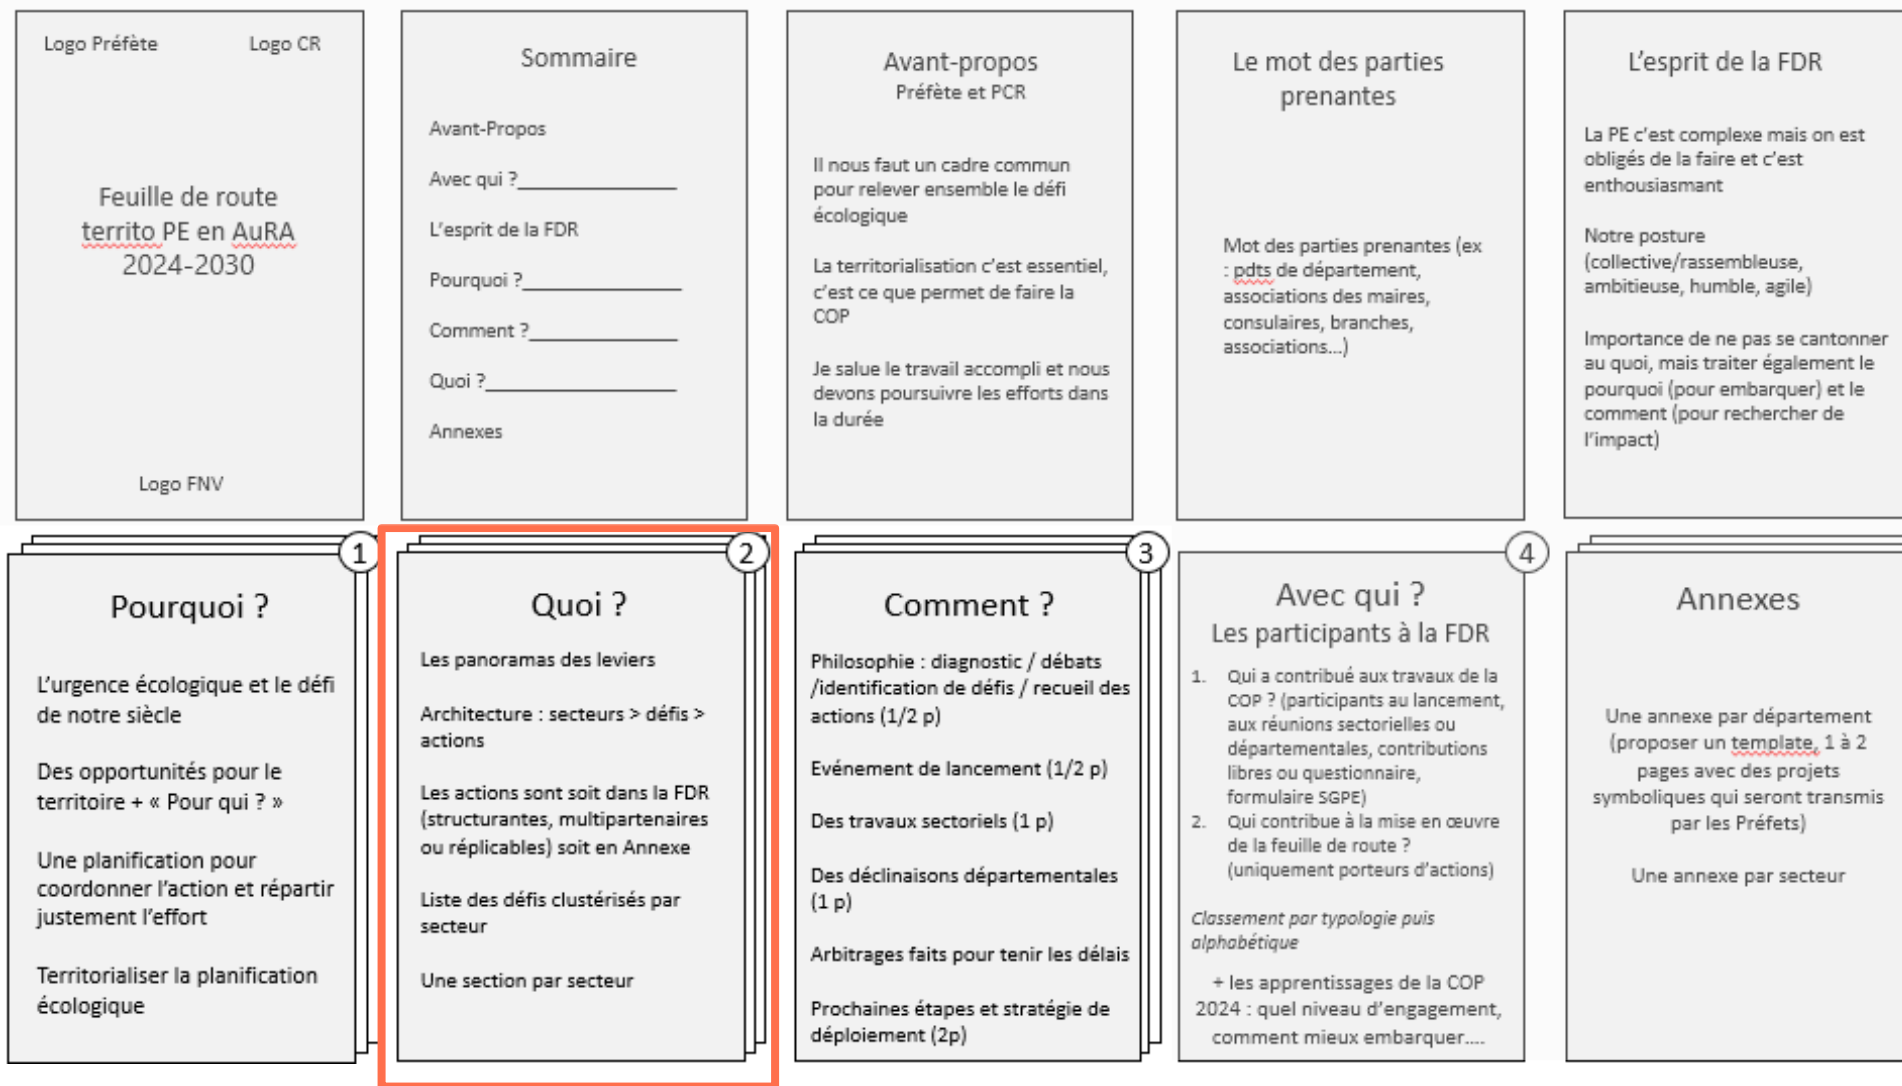 Logo Préfète
Logo CR
Feuille de route
territo PE en AuRA
2024-2030
Logo FNV
Sommaire
Avant-Propos
Avec qui ?_______________
L'esprit de la FDR
Pourquoi ?_______________
Comment ?______________
Quoi ?__________________
Annexes
Avant-propos
Préfète et PCR
Il nous faut un cadre commun
pour relever ensemble le défi
écologique
La territorialisation c'est essentiel,
c'est ce que permet de faire la
COP
Je salue le travail accompli et nous
devons poursuivre les efforts dans
la durée
Le mot des parties
prenantes
Mot des parties prenantes (ex
: pdts de département,
associations des maires,
consulaires, branches,
associations...)
L'esprit de la FDR
La PE c'est complexe mais on est
obligés de la faire et c'est
enthousiasmant
Notre posture
(collective/rassembleuse,
ambitieuse, humble, agile)
Importance de ne pas se cantonner
au quoi, mais traiter également le
pourquoi (pour embarquer) et le
comment (pour rechercher de
l'impact)
1
Pourquoi ?
L'urgence écologique et le défi
de notre siècle
Des opportunités pour le
territoire + « Pour qui ? »
Une planification pour
coordonner l'action et répartir
justement l'effort
Territorialiser la planification
écologique
2
Quoi ?
Les panoramas des leviers
Architecture : secteurs > défis >
actions
Les actions sont soit dans la FDR
(structurantes, multipartenaires
ou réplicables) soit en Annexe
Liste des défis clustérisés par
secteur
Une section par secteur
3
Comment ?
Philosophie : diagnostic / débats
/identification de défis / recueil des
actions (1/2 p)
Evénement de lancement (1/2 p)
Des travaux sectoriels (1 p)
Des déclinaisons départementales
(1 p)
Arbitrages faits pour tenir les délais
Prochaines étapes et stratégie de
déploiement (2p)
4
Avec qui ?
Les participants à la FDR
1. Qui a contribué aux travaux de la
COP ? (participants au lancement,
aux réunions sectorielles ou
départementales, contributions
libres ou questionnaire,
formulaire SGPE)
2. Qui contribue à la mise en œuvre
de la feuille de route ?
(uniquement porteurs d'actions)
Classement par typologie puis
alphabétique
+ les apprentissages de la COP
2024 : quel niveau d'engagement,
comment mieux embarquer....
Annexes
Une annexe par département
(proposer un template, 1 à 2
pages avec des projets
symboliques qui seront transmis
par les Préfets)
Une annexe par secteur